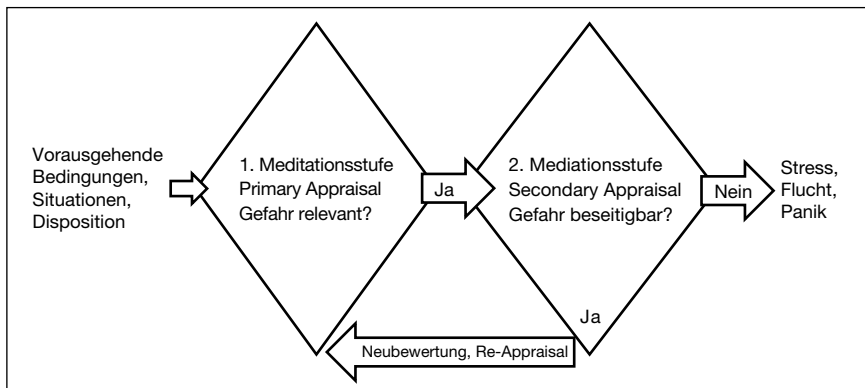 Vorausgehende
Bedingungen,
Situationen,
Disposition
1. Meditationsstufe
Primary Appraisal
Gefahr relevant?
Ja
2. Mediationsstufe
Secondary Appraisal
Gefahr beseitigbar?
Nein
Stress,
Flucht,
Panik
Ja
Neubewertung, Re-Appraisal